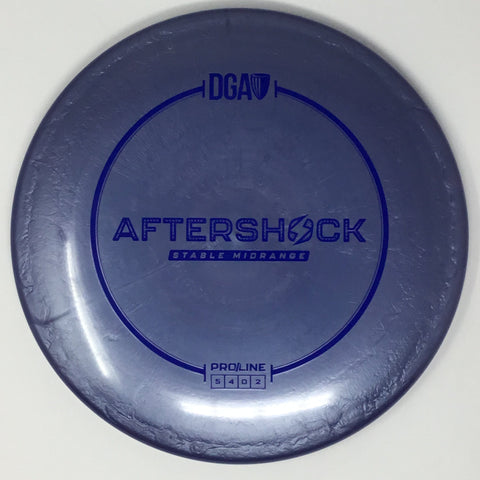 DGA
AFTERSHOCK
STABLE MIDRANGE
PRO/LINE
5 4 0 2